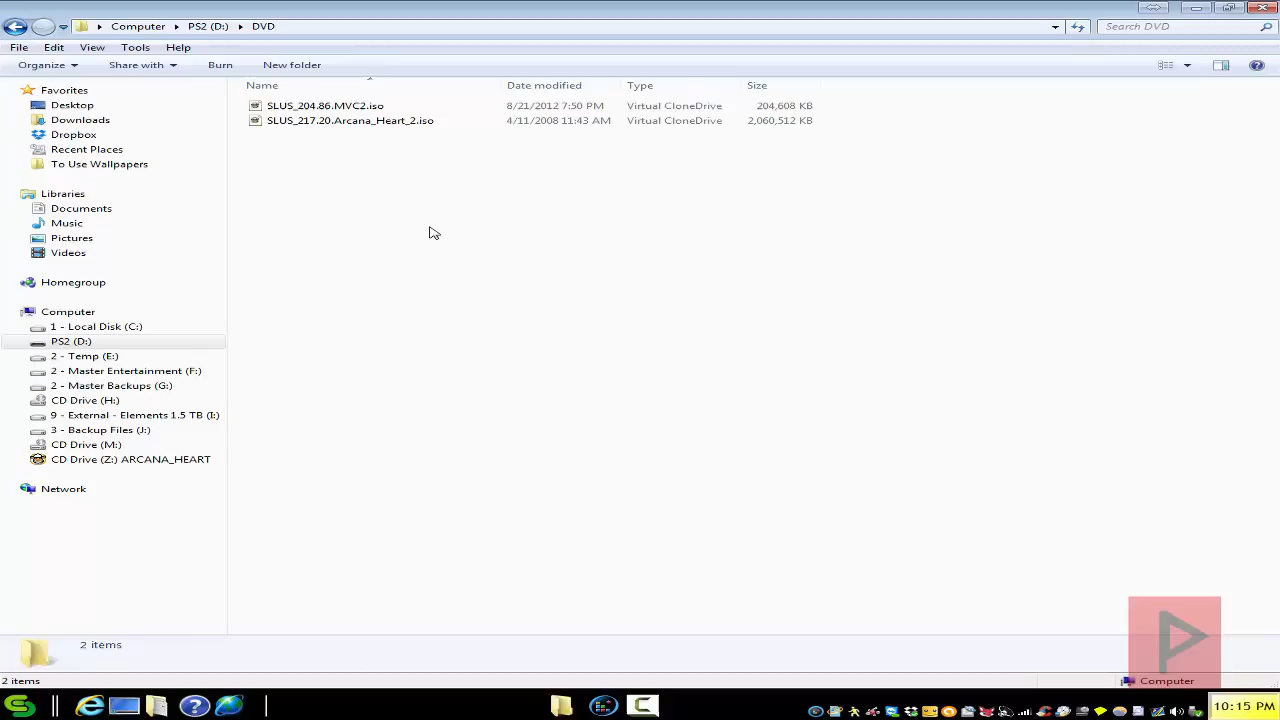 Computer PS2 (D:) DVD
Search DVD
File Edit View Tools Help
Organize Share with Burn New folder
Name Date modified Type Size
SLUS_204.86.MVC2.iso 8/21/2012 7:50 PM Virtual CloneDrive 204,608 KB
SLUS_217.20.Arcana_Heart_2.iso 4/11/2008 11:43 AM Virtual CloneDrive 2,060,512 KB
Favorites
Desktop
Downloads
Dropbox
Recent Places
To Use Wallpapers
Libraries
Documents
Music
Pictures
Videos
Homegroup
Computer
1 - Local Disk (C:)
PS2 (D:)
2 - Temp (E:)
2 - Master Entertainment (F:)
2 - Master Backups (G:)
CD Drive (H:)
9 - External - Elements 1.5 TB (I:)
3 - Backup Files (J:)
CD Drive (M:)
CD Drive (Z:) ARCANA_HEART
Network
2 items
2 items Computer
10:15 PM